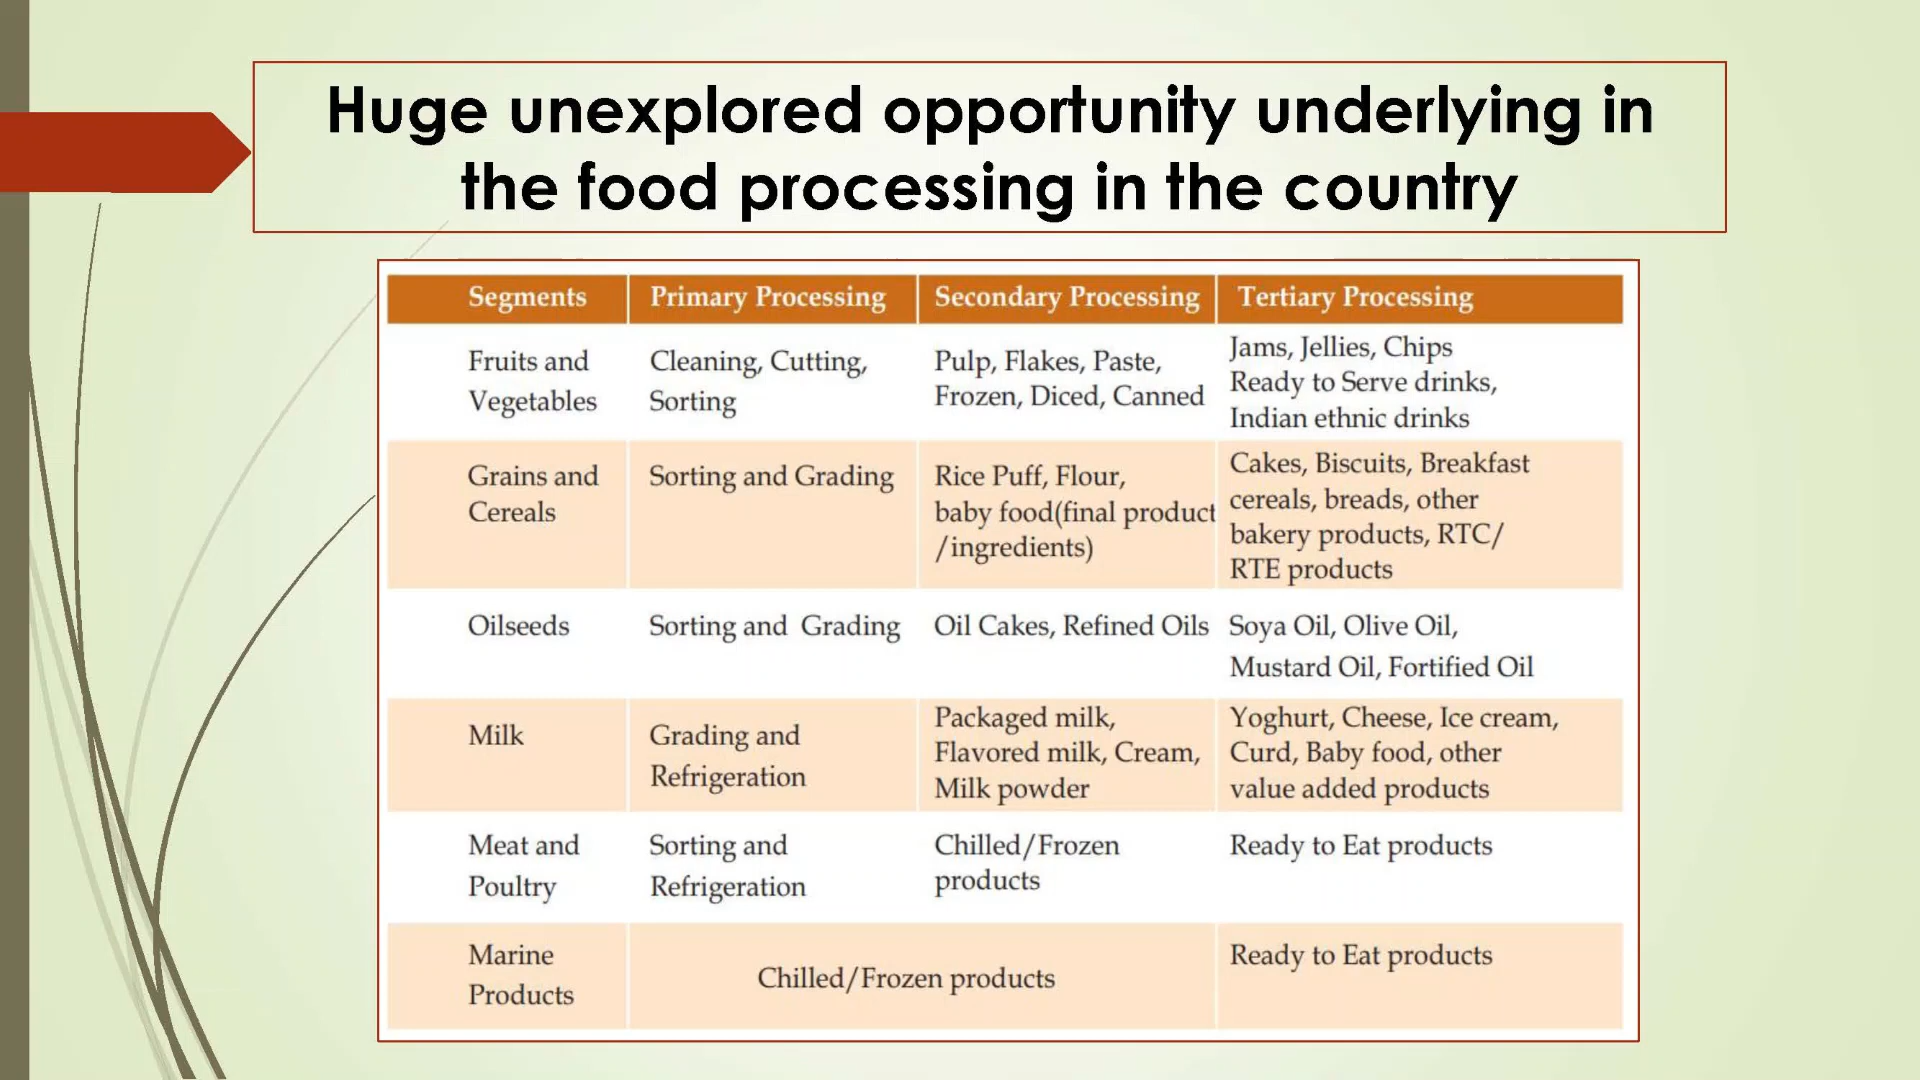 Huge unexplored opportunity underlying in
the food processing in the country
Segments Primary Processing Secondary Processing Tertiary Processing
Fruits and
Vegetables
Cleaning, Cutting,
Sorting
Pulp, Flakes, Paste,
Frozen, Diced, Canned
Jams, Jellies, Chips
Ready to Serve drinks,
Indian ethnic drinks
Grains and
Cereals
Sorting and Grading
Rice Puff, Flour,
baby food(final product
/ingredients)
Cakes, Biscuits, Breakfast
cereals, breads, other
bakery products, RTC/
RTE products
Oilseeds
Sorting and Grading
Oil Cakes, Refined Oils
Soya Oil, Olive Oil,
Mustard Oil, Fortified Oil
Milk
Grading and
Refrigeration
Packaged milk,
Flavored milk, Cream,
Milk powder
Yoghurt, Cheese, Ice cream,
Curd, Baby food, other
value added products
Meat and
Poultry
Sorting and
Refrigeration
Chilled/Frozen
products
Ready to Eat products
Marine
Products
Chilled/Frozen products
Ready to Eat products